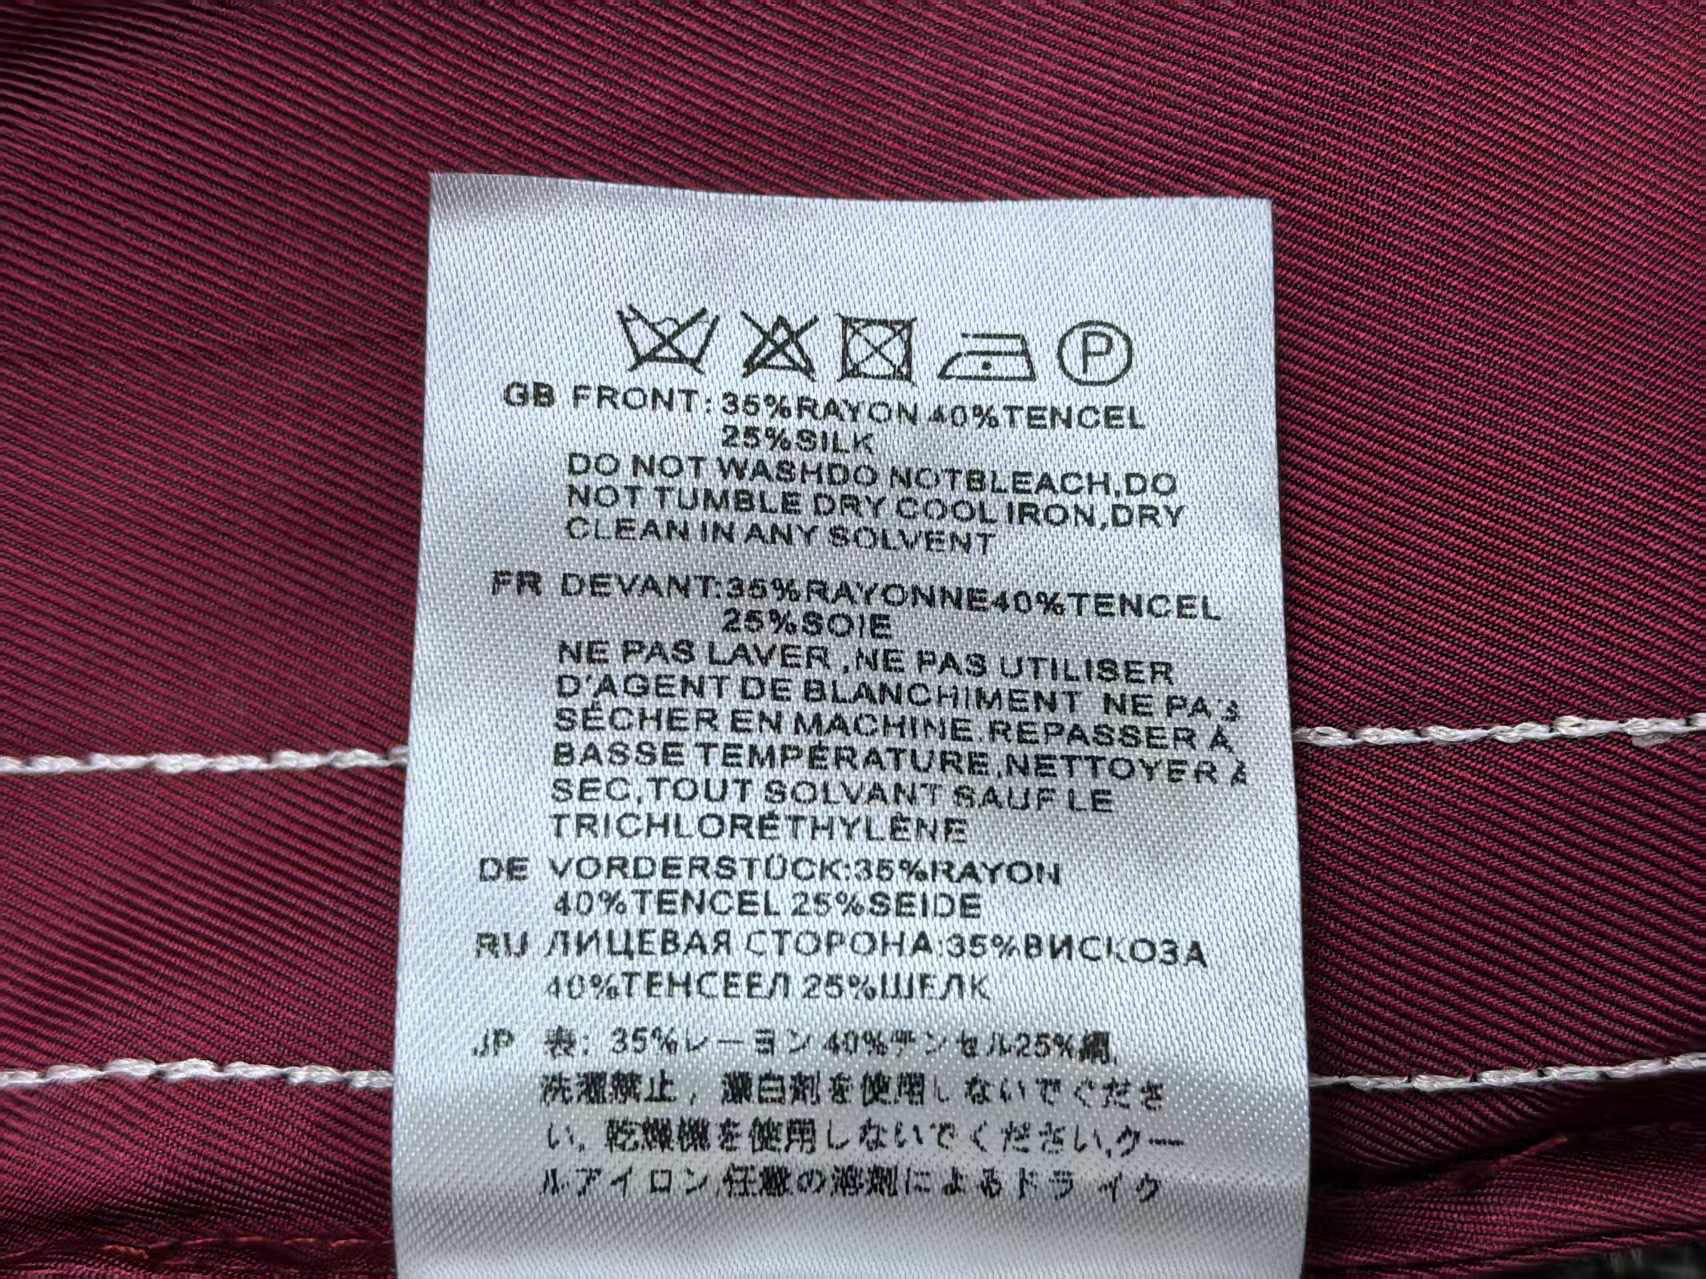 P
GB FRONT: 35%RAYON 40%TENCEL
25%SILK
DO NOT WASHDO NOTBLEACH,DO
NOT TUMBLE DRY COOL IRON,DRY
CLEAN IN ANY SOLVENT
FR DEVANT:35%RAYONNE40%TENCEL
25%SOIE
NE PAS LAVER ,NE PAS UTILISER
D'AGENT DE BLANCHIMENT NE PA'S
SÉCHER EN MACHINE.REPASSER À
BASSE TEMPÉRATURE,NETTOYER À
SEC,TOUT SOLVANT SAUF LE
TRICHLORÉTHYLÈNE
DE VORDERSTÜCK:35%RAYON
40%TENCEL 25%SEIDE
RU ЛИЦЕВАЯ СТОРОНА:35%ВИСКОЗА
40%ТЕНСЕЕЛ 25%ШЕЛК
JP 表: 35%レーヨン 40%テンセル25%絹,
洗濯禁止, 漂白剤を使用しないでくださ
い, 乾燥機を使用しないでください,クー
ルアイロン,任意の溶剤によるドライク